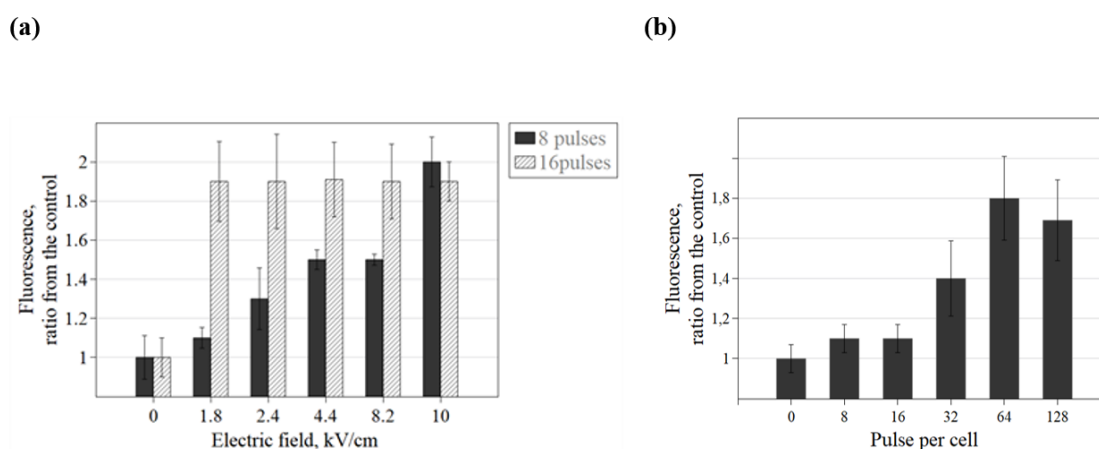 (a)
(b)
Fluorescence,
ratio from the control
2
1.8
1.6
1.4
1.2
1
0 1.8 2.4 4.4 8.2 10
Electric field, kV/cm
8 pulses
16pulses
Fluorescence,
ratio from the control
1,8
1,6
1,4
1,2
1
0 8 16 32 64 128
Pulse per cell